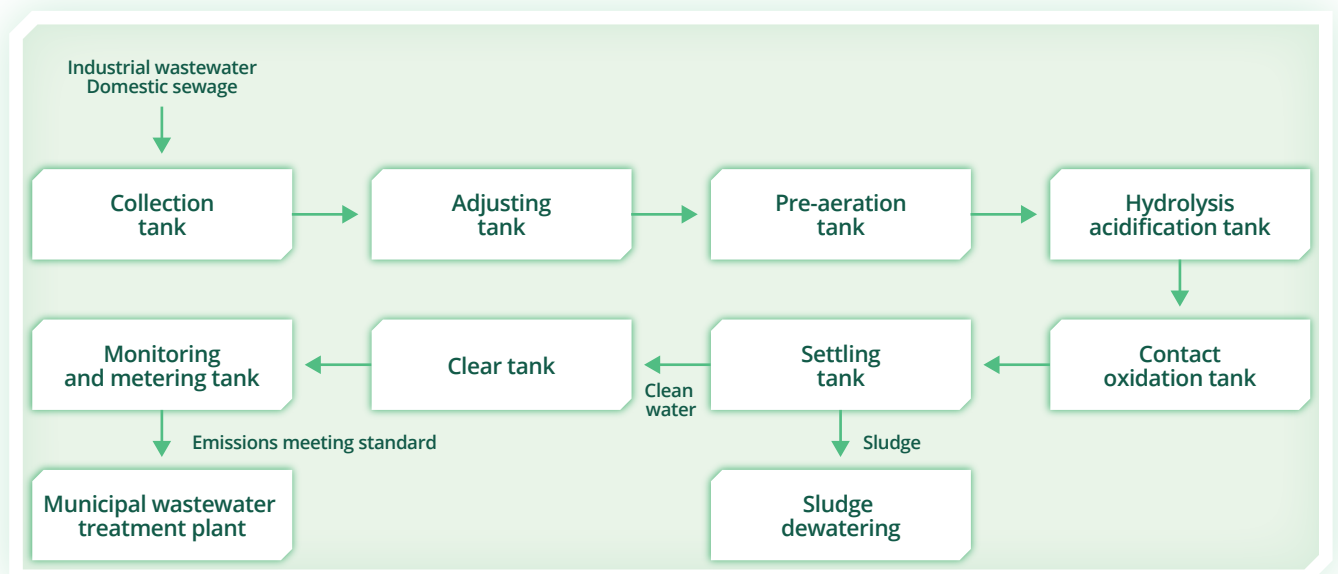 Industrial wastewater
Domestic sewage
Collection
tank
Adjusting
tank
Pre-aeration
tank
Hydrolysis
acidification tank
Contact
oxidation tank
Settling
tank
Clean
water
Clear tank
Monitoring
and metering tank
Emissions meeting standard
Municipal wastewater
treatment plant
Sludge
Sludge
dewatering